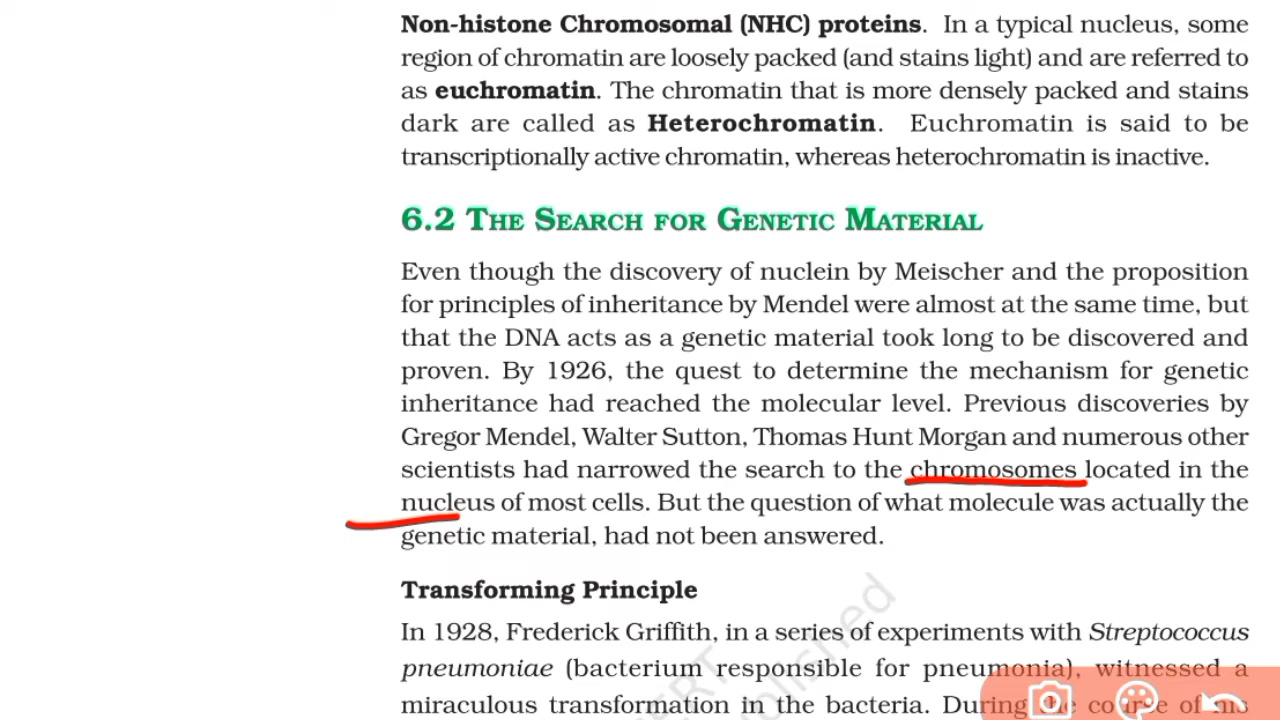 Non-histone Chromosomal (NHC) proteins. In a typical nucleus, some
region of chromatin are loosely packed (and stains light) and are referred to
as euchromatin. The chromatin that is more densely packed and stains
dark are called as Heterochromatin. Euchromatin is said to be
transcriptionally active chromatin, whereas heterochromatin is inactive.
6.2 THE SEARCH FOR GENETIC MATERIAL
Even though the discovery of nuclein by Meischer and the proposition
for principles of inheritance by Mendel were almost at the same time, but
that the DNA acts as a genetic material took long to be discovered and
proven. By 1926, the quest to determine the mechanism for genetic
inheritance had reached the molecular level. Previous discoveries by
Gregor Mendel, Walter Sutton, Thomas Hunt Morgan and numerous other
scientists had narrowed the search to the chromosomes located in the
nucleus of most cells. But the question of what molecule was actually the
genetic material, had not been answered.
Transforming Principle
In 1928, Frederick Griffith, in a series of experiments with Streptococcus
pneumoniae (bacterium responsible for pneumonia), witnessed a
miraculous transformation in the bacteria. During the course of his